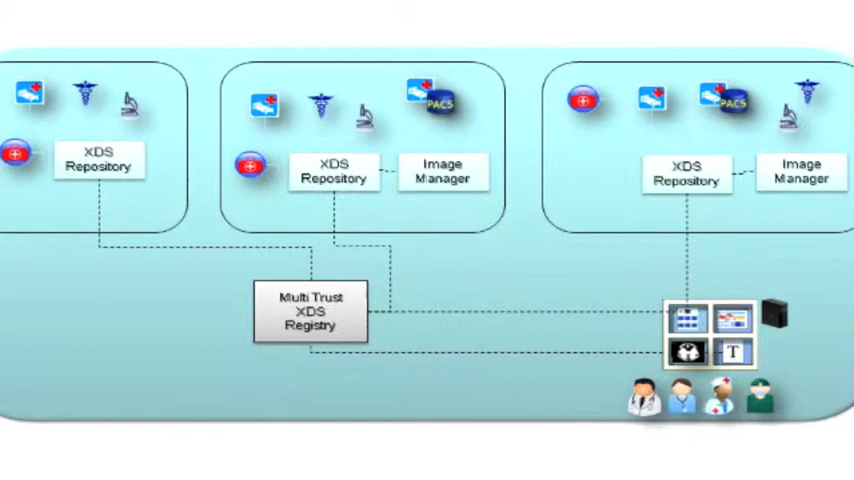 PACS
PACS
XDS
Repository
XDS
Repository
Image
Manager
XDS
Repository
Image
Manager
Multi Trust
XDS
Registry
T